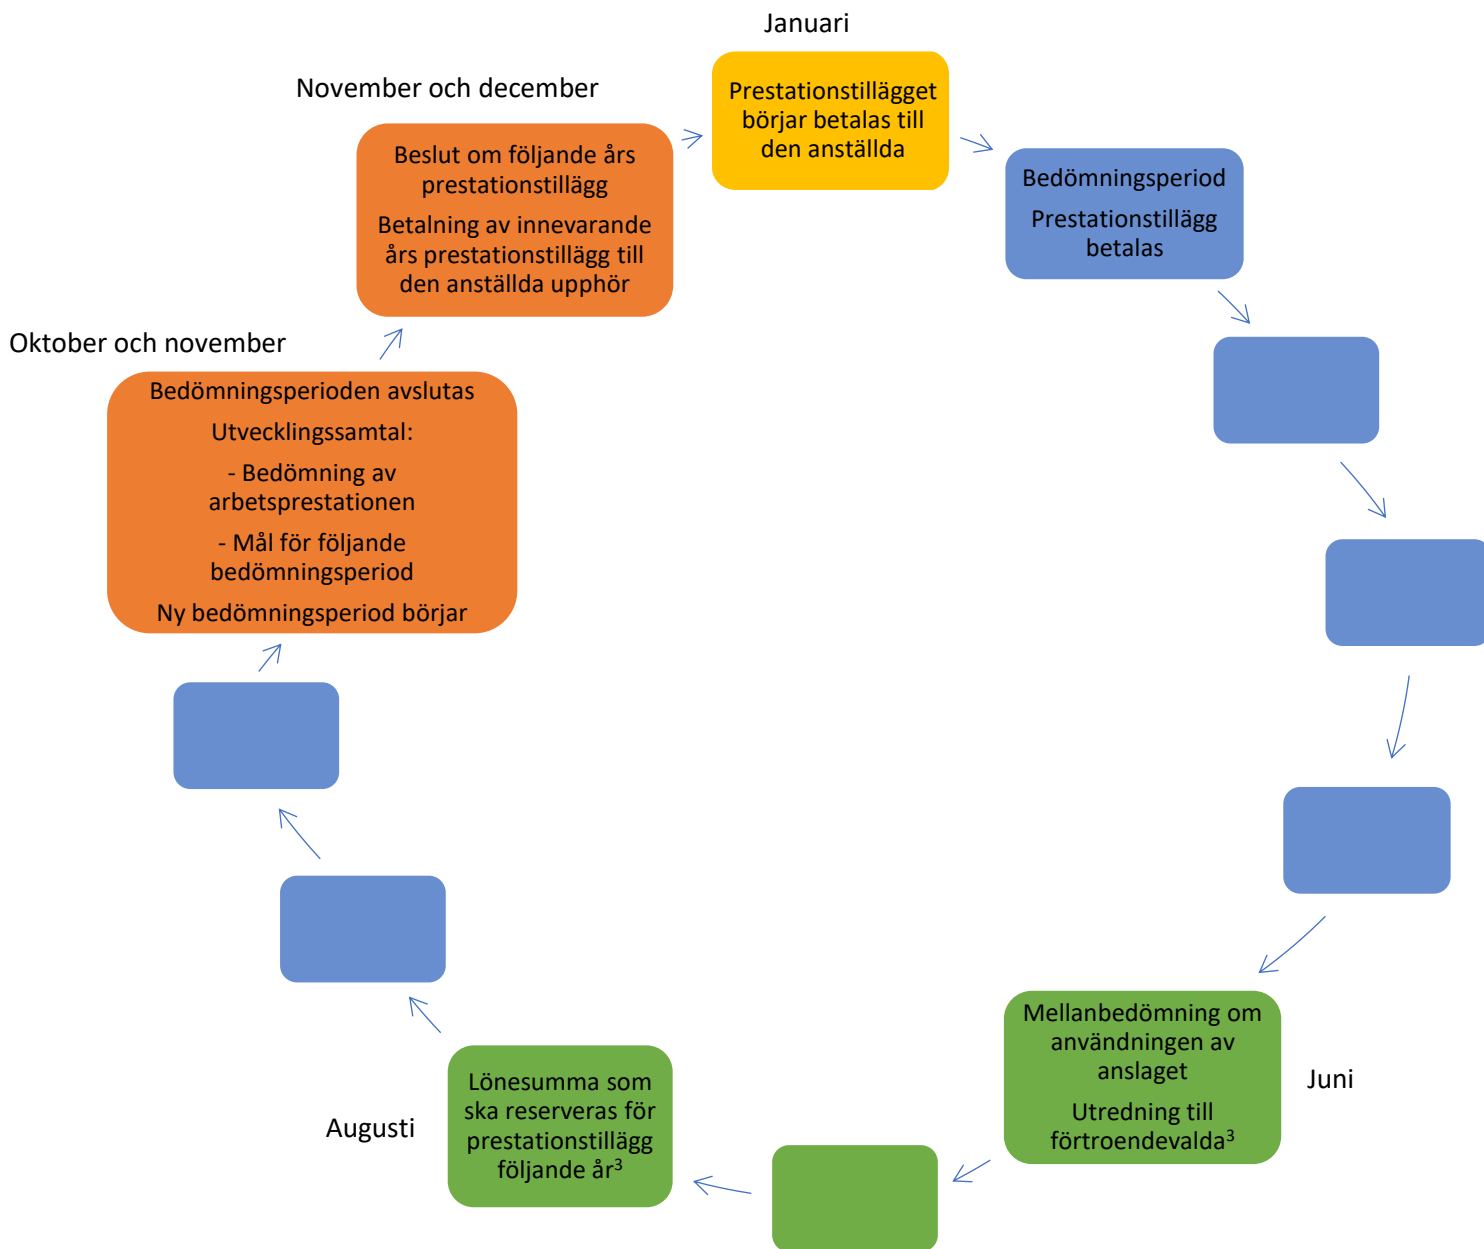 Januari
Prestationstillägget
börjar betalas till
den anställda
Bedömningsperiod
Prestationstillägg
betalas
Mellanbedömning om
användningen av
anslaget
Utredning till
förtroendevalda³
Juni
Lönesumma som
ska reserveras för
prestationstillägg
följande år³
Augusti
Oktober och november
Bedömningsperioden avslutas
Utvecklingssamtal:
- Bedömning av
arbetsprestationen
- Mål för följande
bedömningsperiod
Ny bedömningsperiod börjar
November och december
Beslut om följande års
prestationstillägg
Betalning av innevarande
års prestationstillägg till
den anställda upphör